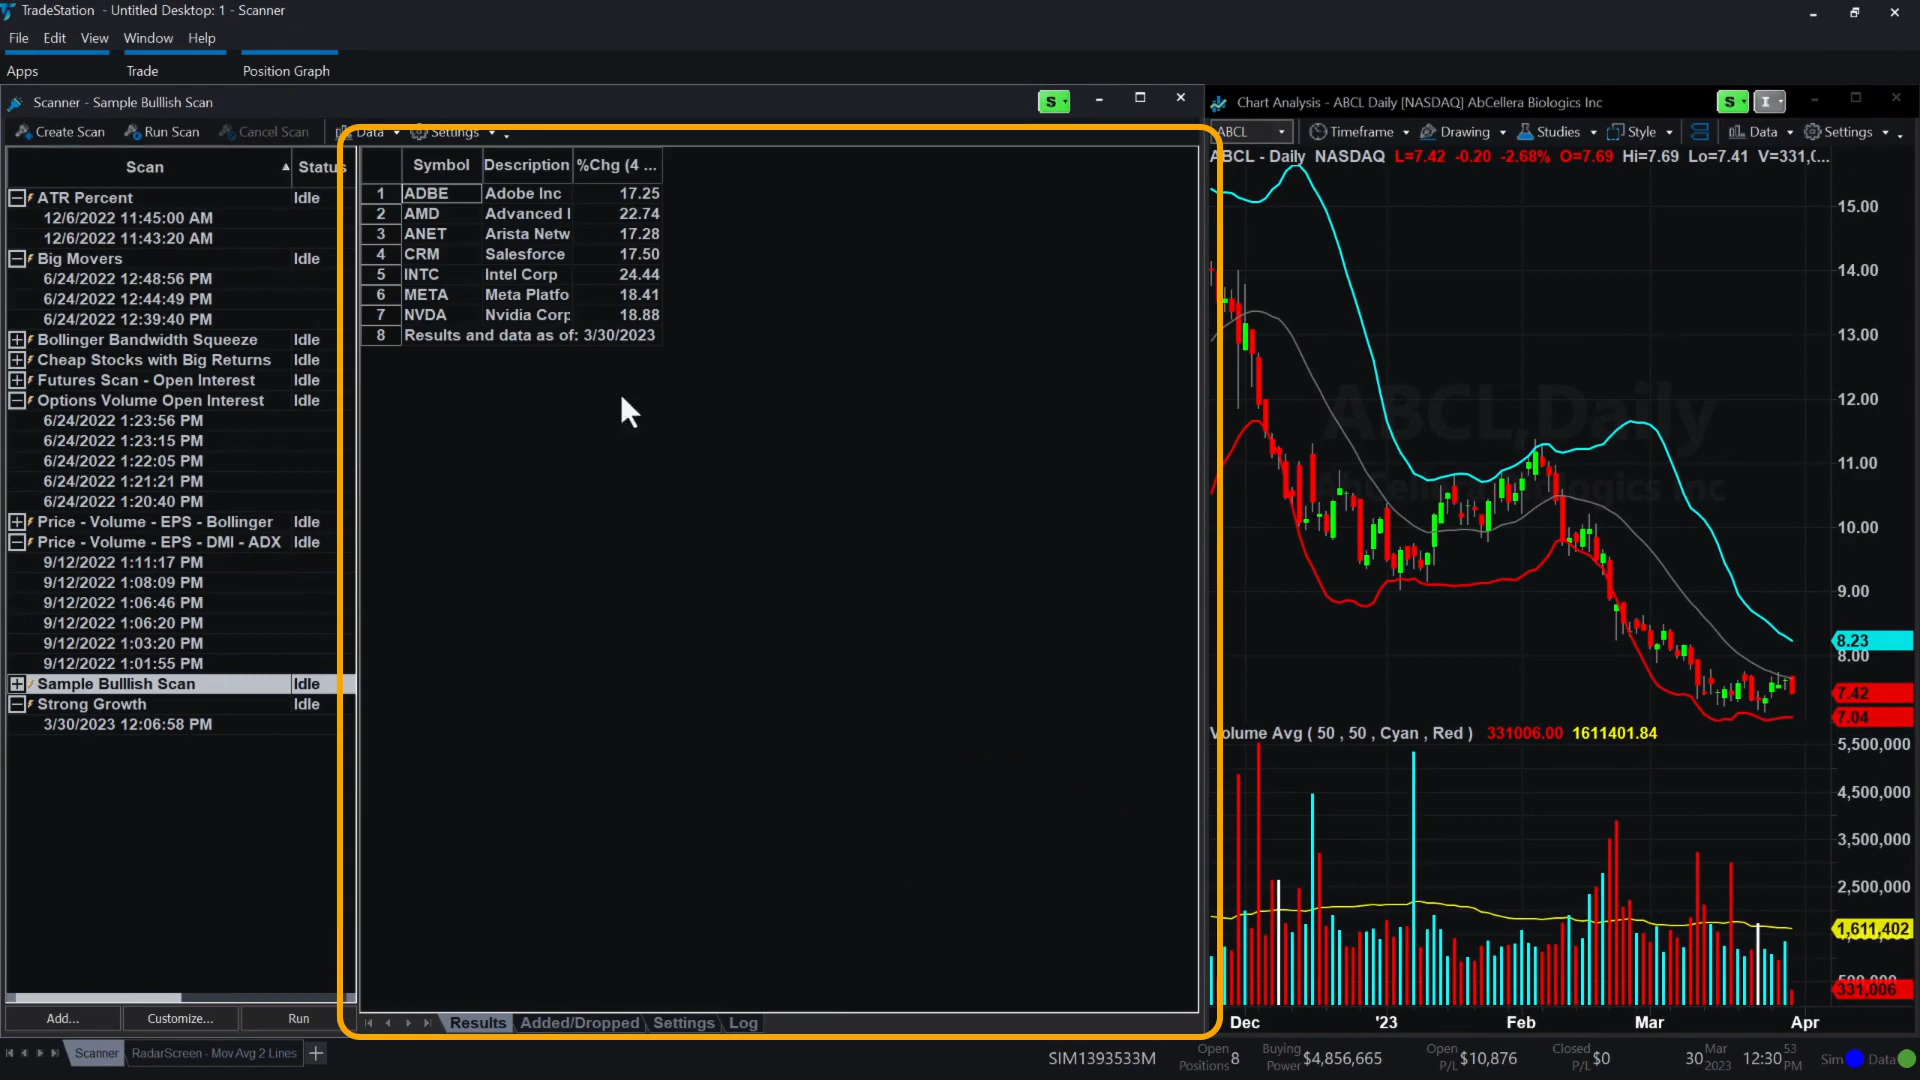 TradeStation - Untitled Desktop: 1 - Scanner
File Edit View Window Help
Apps Trade Position Graph
Scanner - Sample Bulllish Scan S
Create Scan Run Scan Cancel Scan Data Settings
Scan Status
ATR Percent Idle
12/6/2022 11:45:00 AM
12/6/2022 11:43:20 AM
Big Movers Idle
6/24/2022 12:48:56 PM
6/24/2022 12:44:49 PM
6/24/2022 12:39:40 PM
Bollinger Bandwidth Squeeze Idle
Cheap Stocks with Big Returns Idle
Futures Scan - Open Interest Idle
Options Volume Open Interest Idle
6/24/2022 1:23:56 PM
6/24/2022 1:23:15 PM
6/24/2022 1:22:05 PM
6/24/2022 1:21:21 PM
6/24/2022 1:20:40 PM
Price - Volume - EPS - Bollinger Idle
Price - Volume - EPS - DMI - ADX Idle
9/12/2022 1:11:17 PM
9/12/2022 1:08:09 PM
9/12/2022 1:06:46 PM
9/12/2022 1:06:20 PM
9/12/2022 1:03:20 PM
9/12/2022 1:01:55 PM
Sample Bulllish Scan Idle
Strong Growth Idle
3/30/2023 12:06:58 PM
Add... Customize... Run
Symbol Description %Chg (4 ...
1 ADBE Adobe Inc 17.25
2 AMD Advanced 22.74
3 ANET Arista Netw 17.28
4 CRM Salesforce 17.50
5 INTC Intel Corp 24.44
6 META Meta Platfo 18.41
7 NVDA Nvidia Corp 18.88
8 Results and data as of: 3/30/2023
Results Added/Dropped Settings Log
Chart Analysis - ABCL Daily [NASDAQ] AbCellera Biologics Inc S I
ABCL Timeframe Drawing Studies Style Data Settings
ABCL - Daily NASDAQ L=7.42 -0.20 -2.68% O=7.69 Hi=7.69 Lo=7.41 V=331,(...
15.00
14.00
13.00
12.00
ABCL,Daily
11.00
AbCellera Biologics Inc
10.00
9.00
8.23
8.00
7.42
7.04
Volume Avg ( 50 , 50 , Cyan , Red ) 331006.00 1611401.84
5,500,000
4,500,000
3,500,000
2,500,000
1,611,402
331,006
Dec '23 Feb Mar Apr
Scanner RadarScreen - Mov Avg 2 Lines
SIM1393533M Open Positions 8 Buying Power $4,856,665 Open P/L $10,876 Closed P/L $0 30 Mar 2023 12:30 53 PM Sim Data